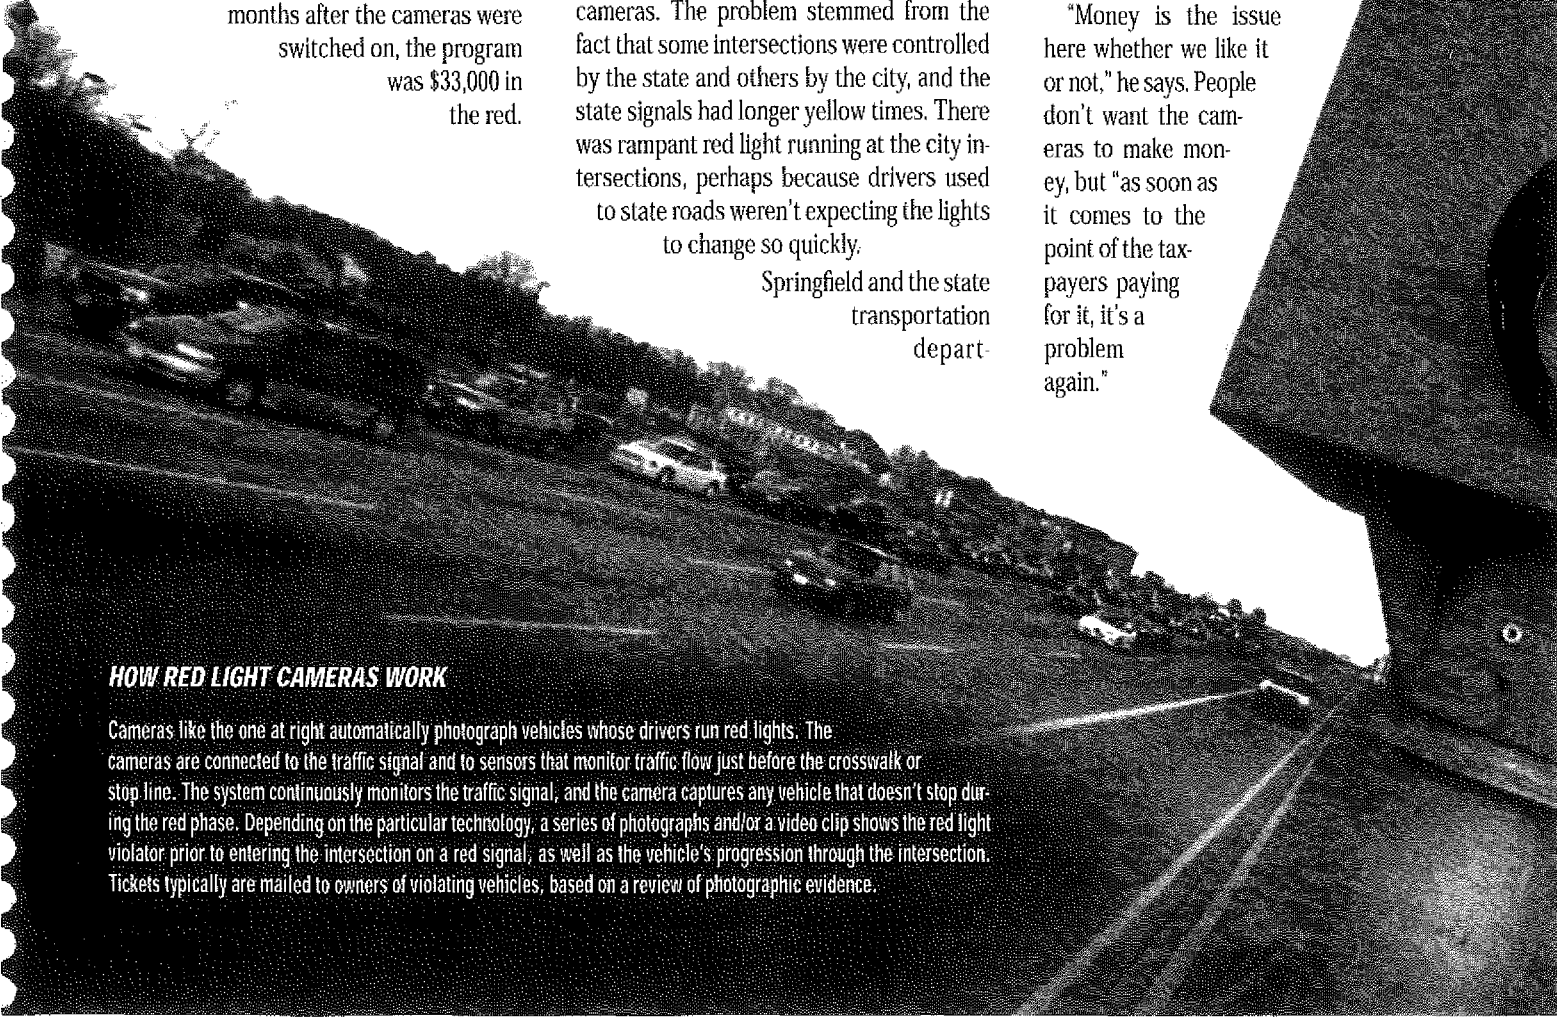 months after the cameras were
switched on, the program
was $33,000 in
the red.
cameras. The problem stemmed from the
fact that some intersections were controlled
by the state and others by the city, and the
state signals had longer yellow times. There
was rampant red light running at the city in-
tersections, perhaps because drivers used
to state roads weren't expecting the lights
to change so quickly.
Springfield and the state
transportation
depart-
"Money is the issue
here whether we like it
or not," he says. People
don't want the cam-
eras to make mon-
ey, but "as soon as
it comes to the
point of the tax-
payers paying
for it, it's a
problem
again."
HOW RED LIGHT CAMERAS WORK
Cameras like the one at right automatically photograph vehicles whose drivers run red lights. The
cameras are connected to the traffic signal and to sensors that monitor traffic flow just before the crosswalk or
stop line. The system continuously monitors the traffic signal, and the camera captures any vehicle that doesn't stop dur-
ing the red phase. Depending on the particular technology, a series of photographs and/or a video clip shows the red light
violator prior to entering the intersection on a red signal, as well as the vehicle's progression through the intersection.
Tickets typically are mailed to owners of violating vehicles, based on a review of photographic evidence.